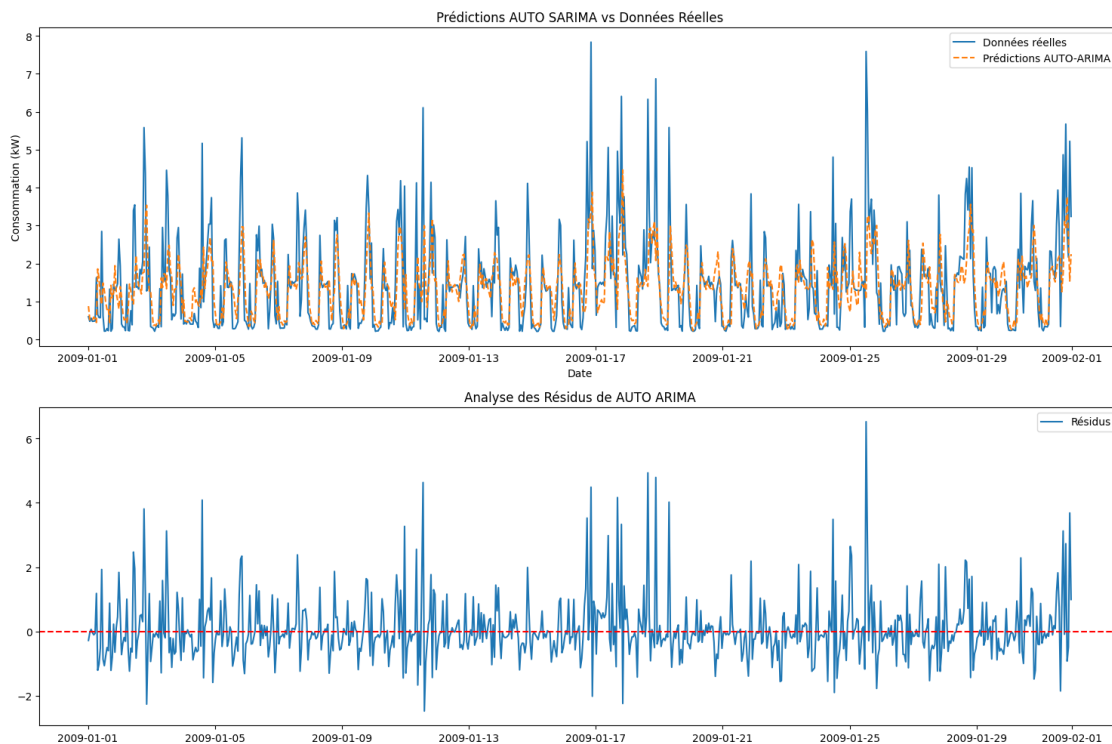 Prédictions AUTO SARIMA vs Données Réelles
Données réelles
Prédictions AUTO-ARIMA
Consommation (kW)
8
7
6
5
4
3
2
1
0
2009-01-01 2009-01-05 2009-01-09 2009-01-13 2009-01-17 2009-01-21 2009-01-25 2009-01-29 2009-02-01
Date
Analyse des Résidus de AUTO ARIMA
Résidus
6
4
2
0
−2
2009-01-01 2009-01-05 2009-01-09 2009-01-13 2009-01-17 2009-01-21 2009-01-25 2009-01-29 2009-02-01